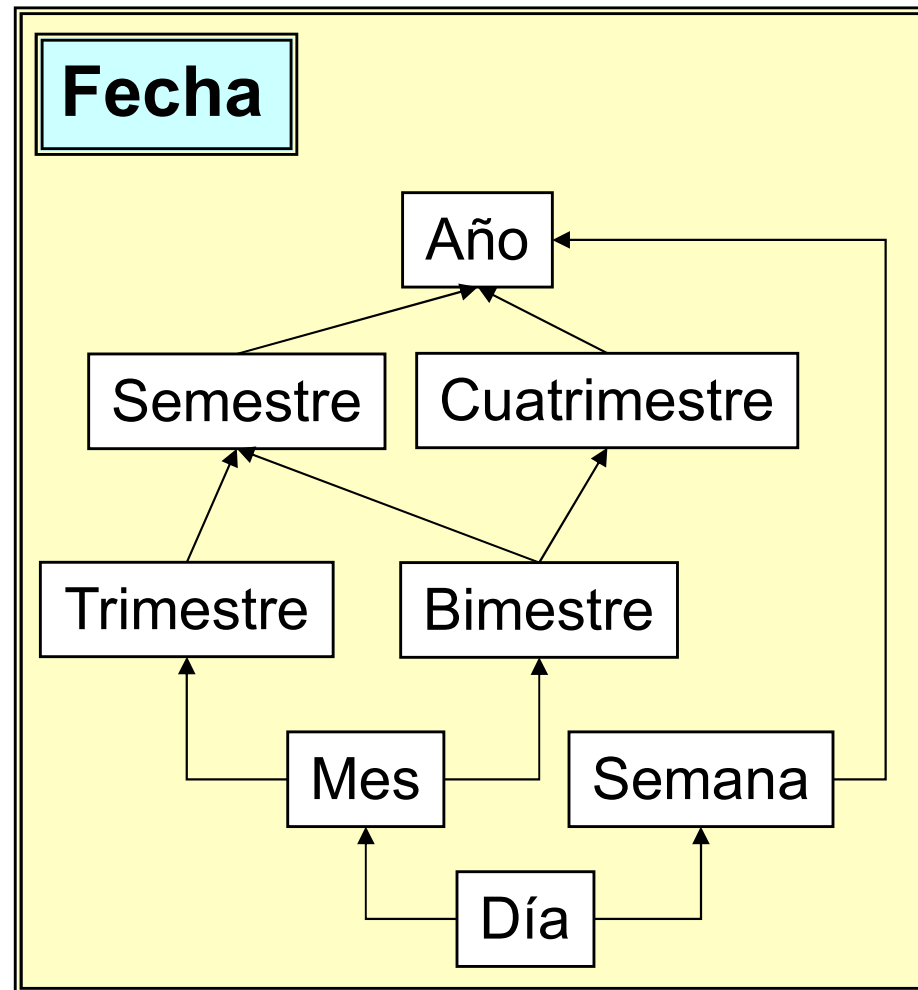 Fecha
Año
Semestre
Cuatrimestre
Trimestre
Bimestre
Mes
Semana
Día